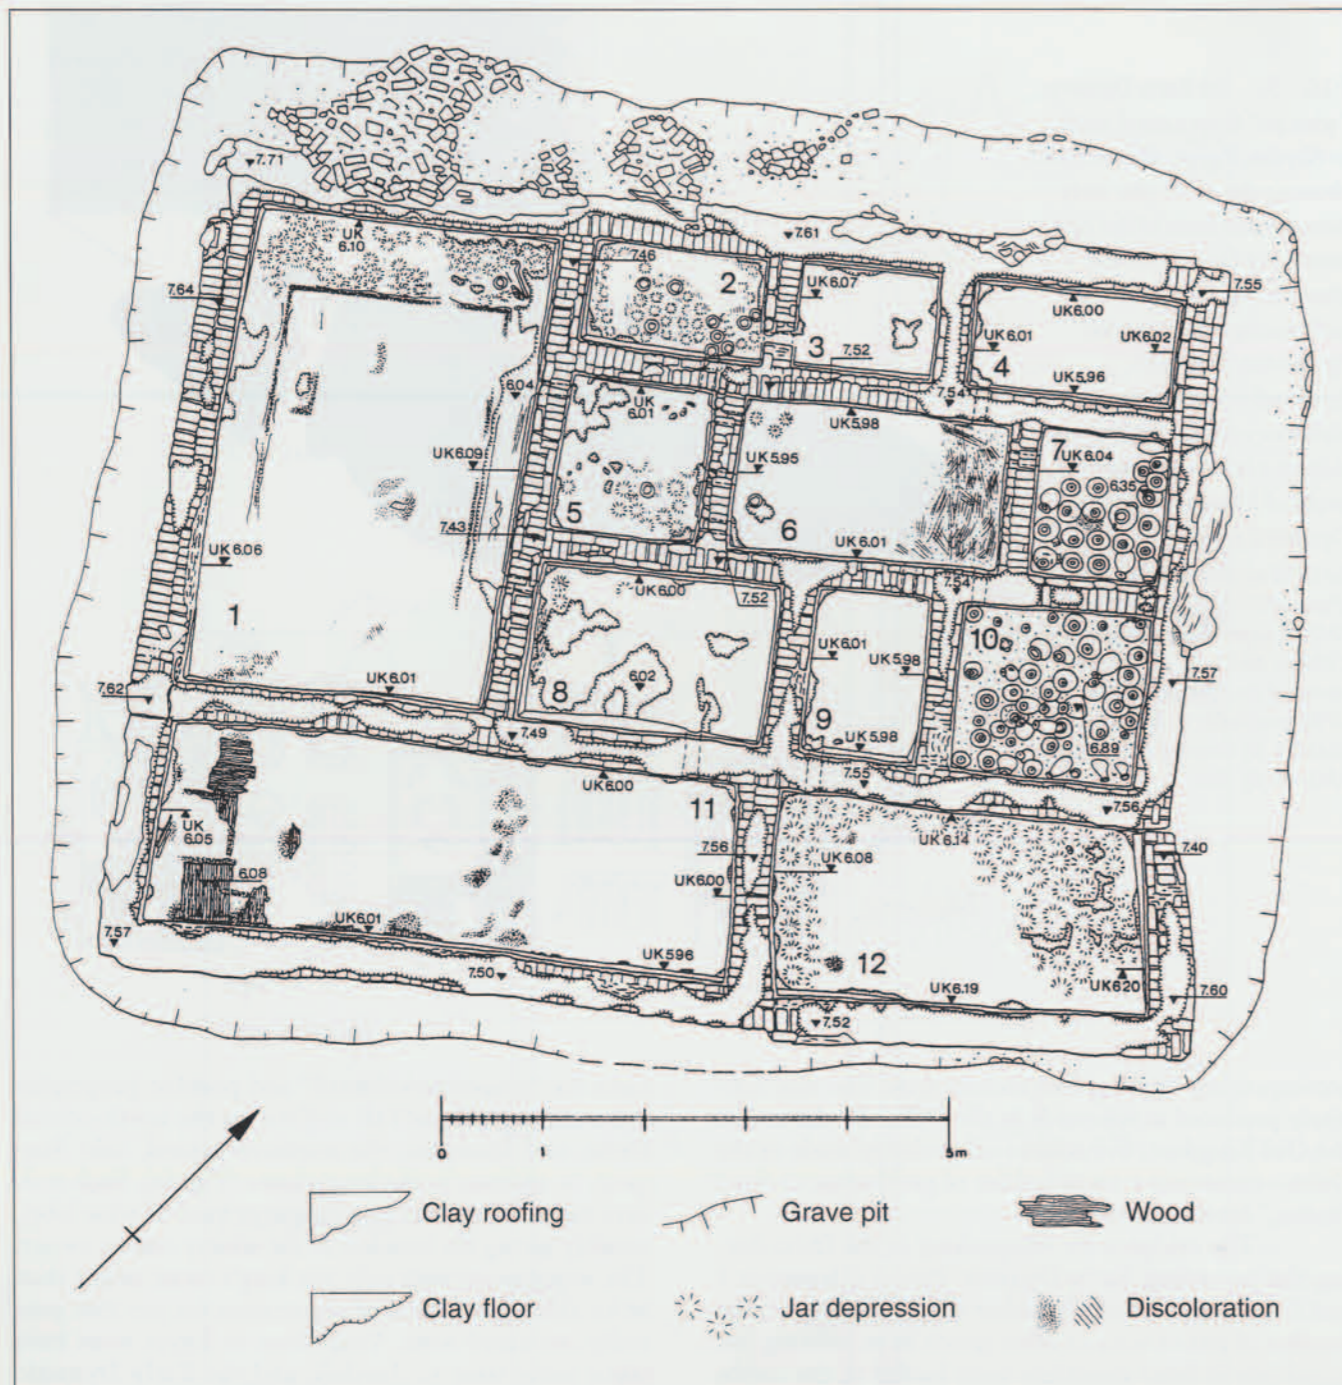 7.71
UK
6.10
7.46
2
7.61
UK6.07
3
7.52
7.55
UK6.00
UK6.01
UK6.02
4
UK5.96
7.64
6.04
UK
6.01
7.54
UK5.98
7
UK6.04
6.35
UK6.09
UK5.95
5
6
7.43
UK6.01
UK6.06
1
UK6.00
7.52
7.54
10
UK6.01
UK5.98
8
6.02
9
7.57
6.89
7.62
UK6.01
7.49
UK5.98
7.55
7.56
UK6.00
11
UK6.14
UK
6.05
7.56
UK6.08
7.40
6.08
UK6.00
UK6.01
7.57
7.50
UK5.96
12
UK6.19
UK620
7.60
7.52
0
1
5m
Clay roofing
Grave pit
Wood
Clay floor
Jar depression
Discoloration